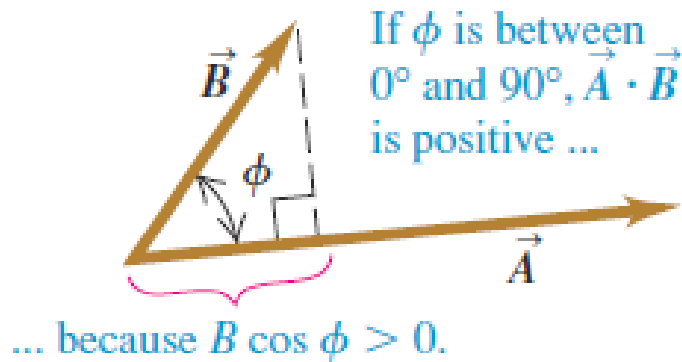 If ϕ is between
0° and 90°, A⃗ · B⃗
is positive ...
B⃗
ϕ
A⃗
... because B cos ϕ > 0.